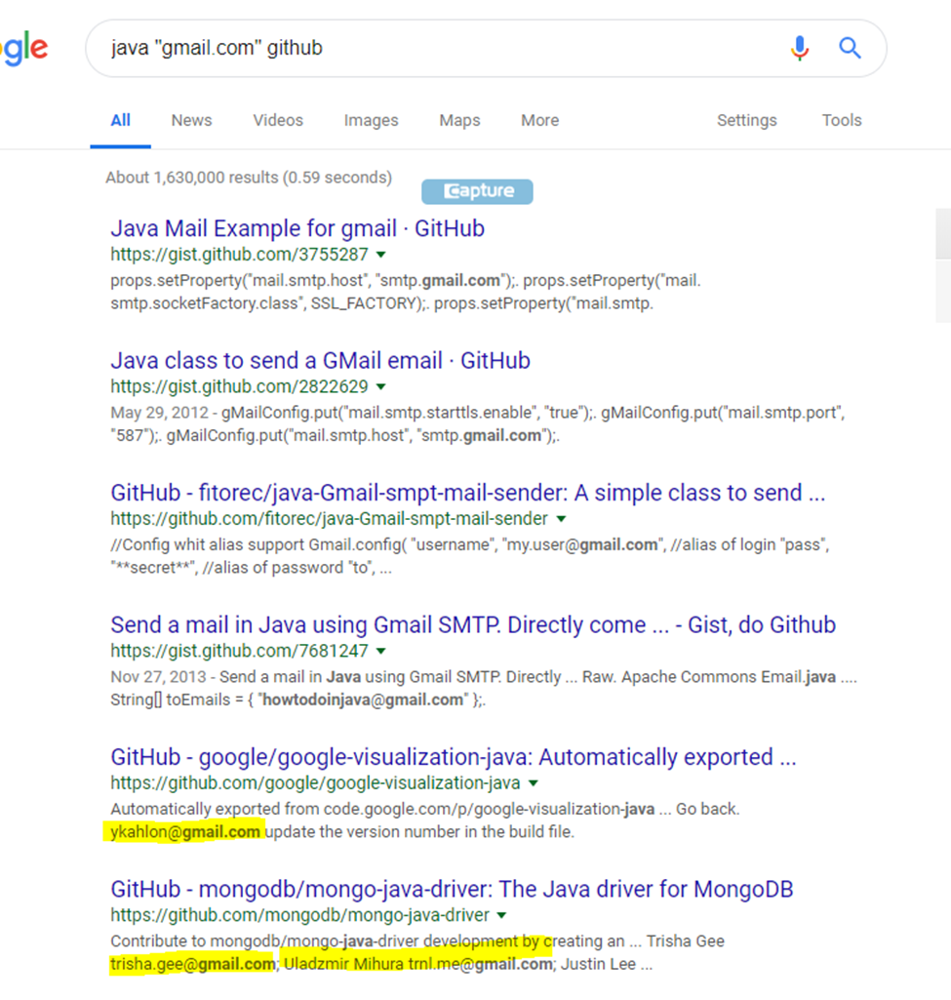 gle
java "gmail.com" github
All News Videos Images Maps More Settings Tools
About 1,630,000 results (0.59 seconds)
Capture
Java Mail Example for gmail · GitHub
https://gist.github.com/3755287
props.setProperty("mail.smtp.host", "smtp.gmail.com");. props.setProperty("mail.
smtp.socketFactory.class", SSL_FACTORY);. props.setProperty("mail.smtp.
Java class to send a GMail email · GitHub
https://gist.github.com/2822629
May 29, 2012 - gMailConfig.put("mail.smtp.starttls.enable", "true");. gMailConfig.put("mail.smtp.port",
"587");. gMailConfig.put("mail.smtp.host", "smtp.gmail.com");.
GitHub - fitorec/java-Gmail-smpt-mail-sender: A simple class to send ...
https://github.com/fitorec/java-Gmail-smpt-mail-sender
//Config whit alias support Gmail.config( "username", "my.user@gmail.com", //alias of login "pass",
"**secret**", //alias of password "to", ...
Send a mail in Java using Gmail SMTP. Directly come ... - Gist, do Github
https://gist.github.com/7681247
Nov 27, 2013 - Send a mail in Java using Gmail SMTP. Directly ... Raw. Apache Commons Email.java ....
String[] toEmails = { "howtodoinjava@gmail.com" };.
GitHub - google/google-visualization-java: Automatically exported ...
https://github.com/google/google-visualization-java
Automatically exported from code.google.com/p/google-visualization-java ... Go back.
ykahlon@gmail.com update the version number in the build file.
GitHub - mongodb/mongo-java-driver: The Java driver for MongoDB
https://github.com/mongodb/mongo-java-driver
Contribute to mongodb/mongo-java-driver development by creating an ... Trisha Gee
trisha.gee@gmail.com; Uladzmir Mihura trnl.me@gmail.com; Justin Lee ...